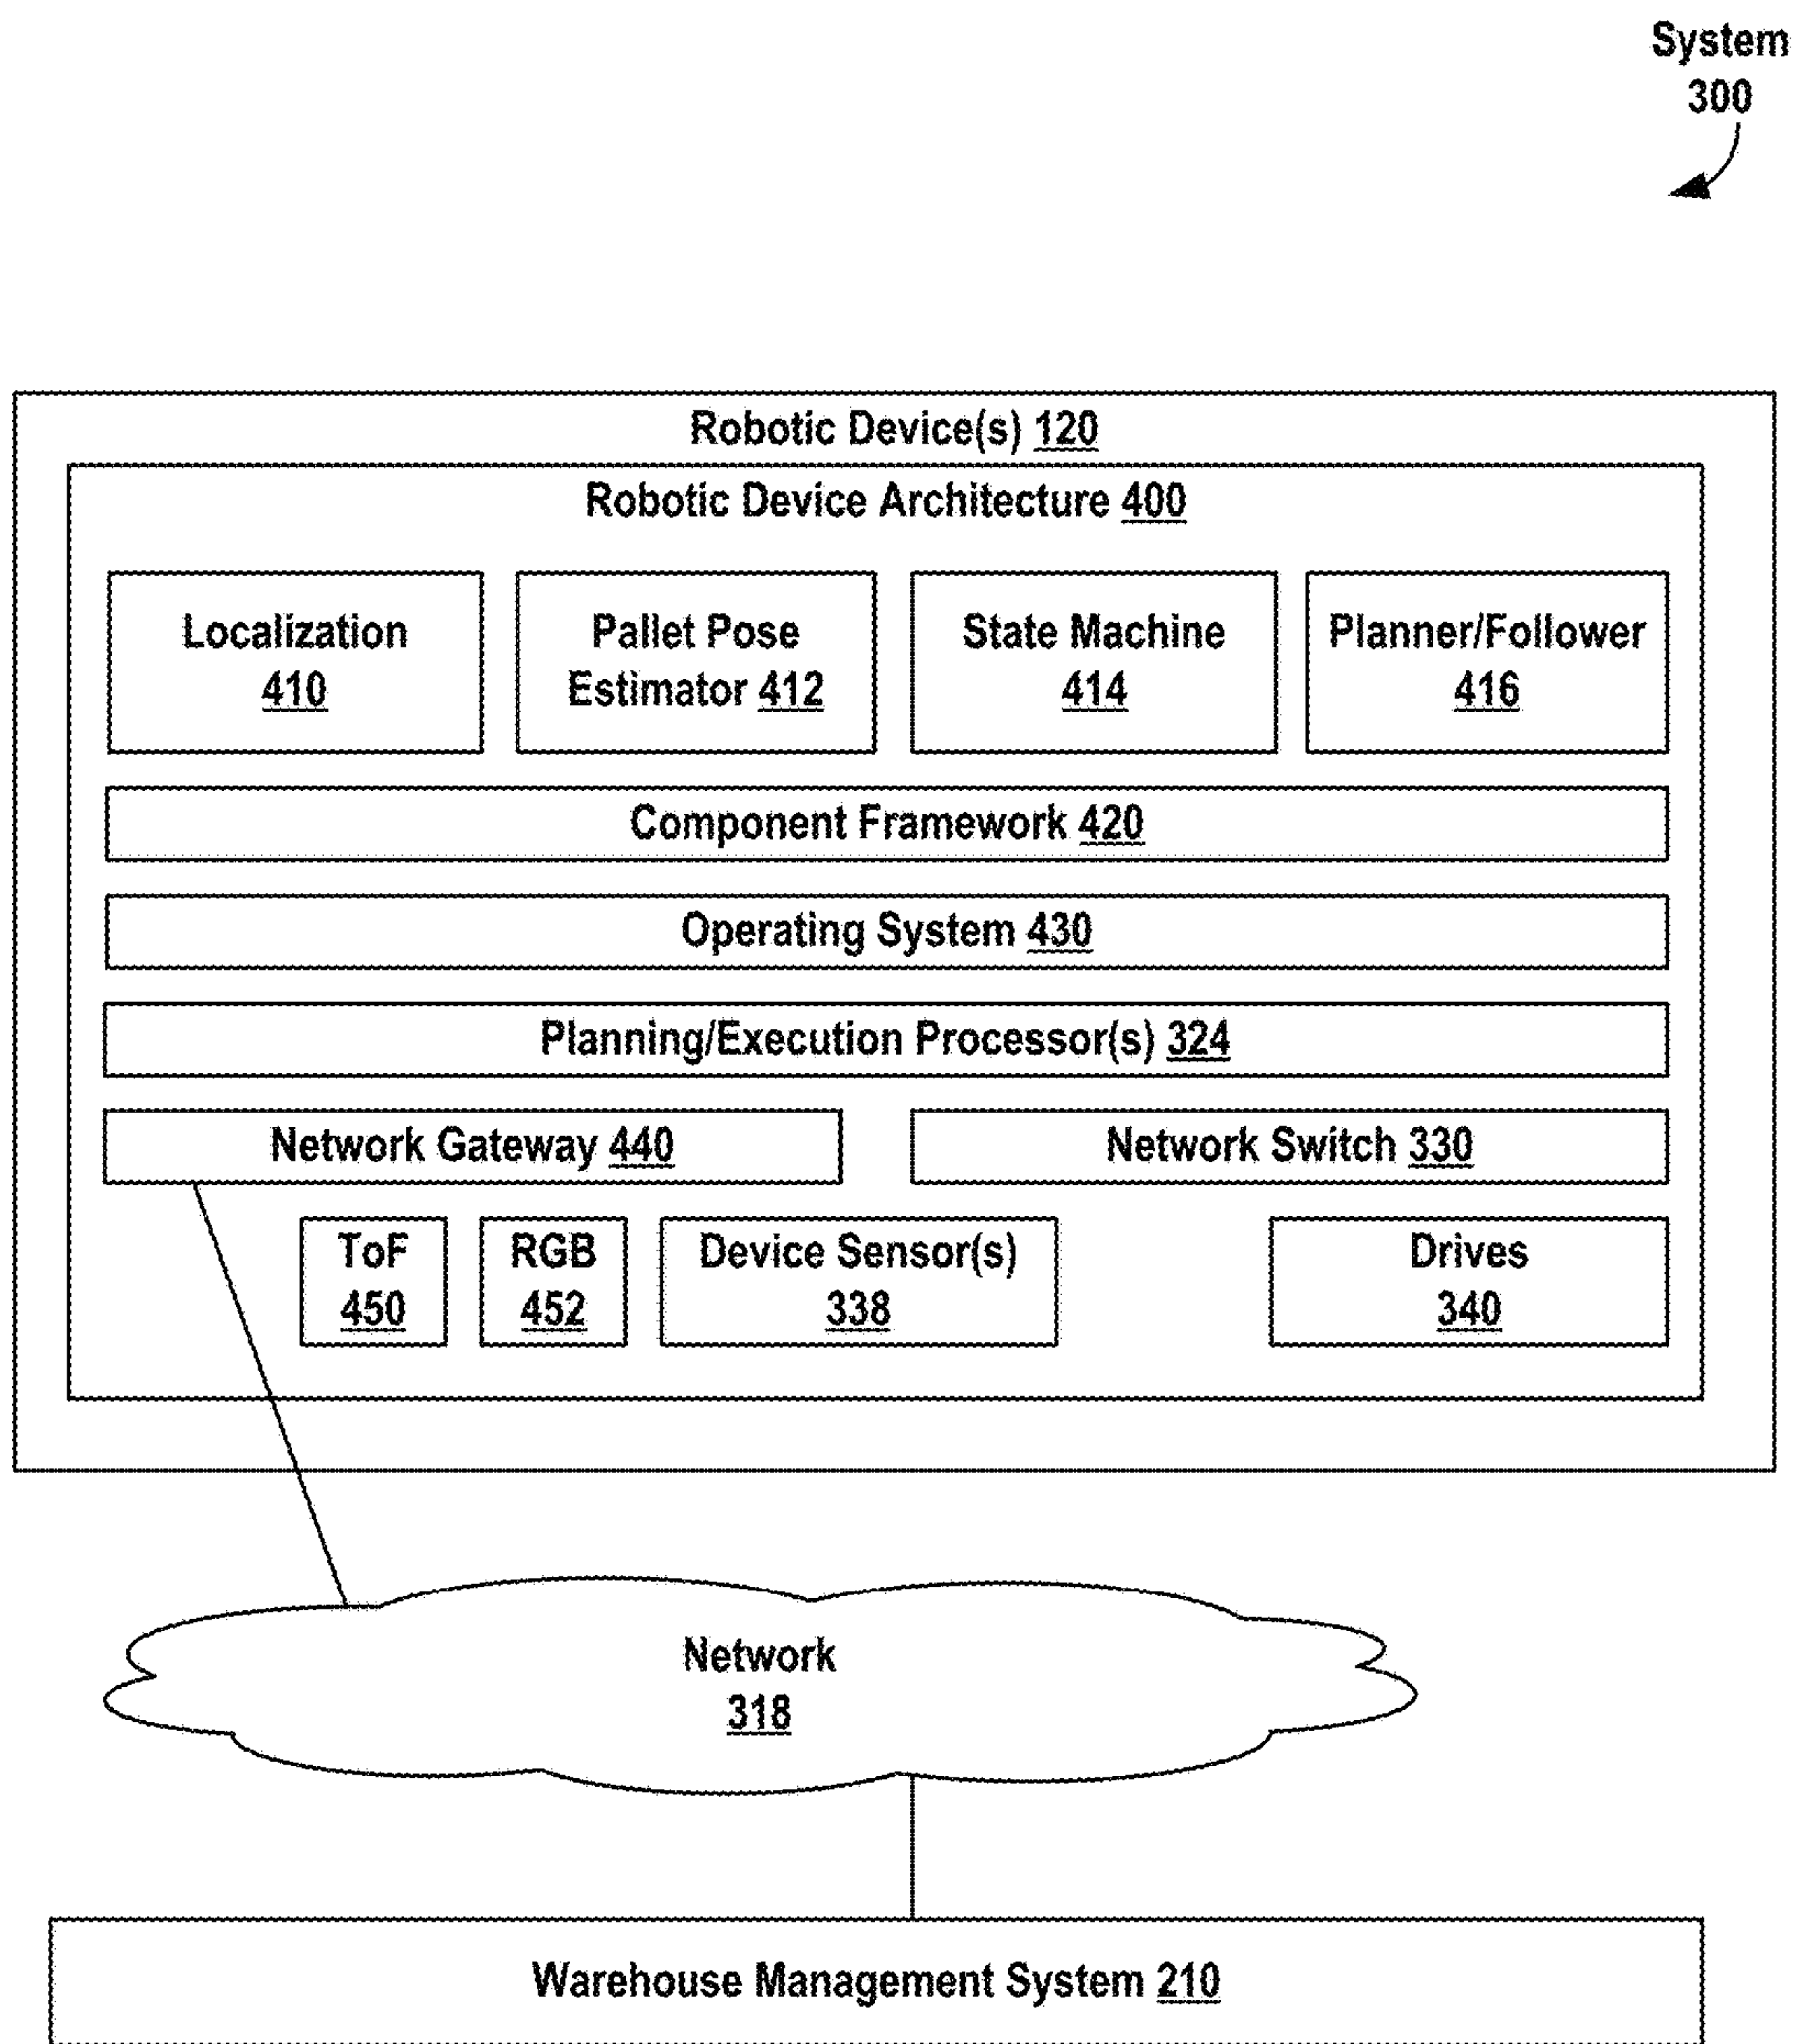 System
300
Robotic Device(s) 120
Robotic Device Architecture 400
Localization
410
Pallet Pose
Estimator 412
State Machine
414
Planner/Follower
416
Component Framework 420
Operating System 430
Planning/Execution Processor(s) 324
Network Gateway 440
Network Switch 330
ToF
450
RGB
452
Device Sensor(s)
338
Drives
340
Network
318
Warehouse Management System 210